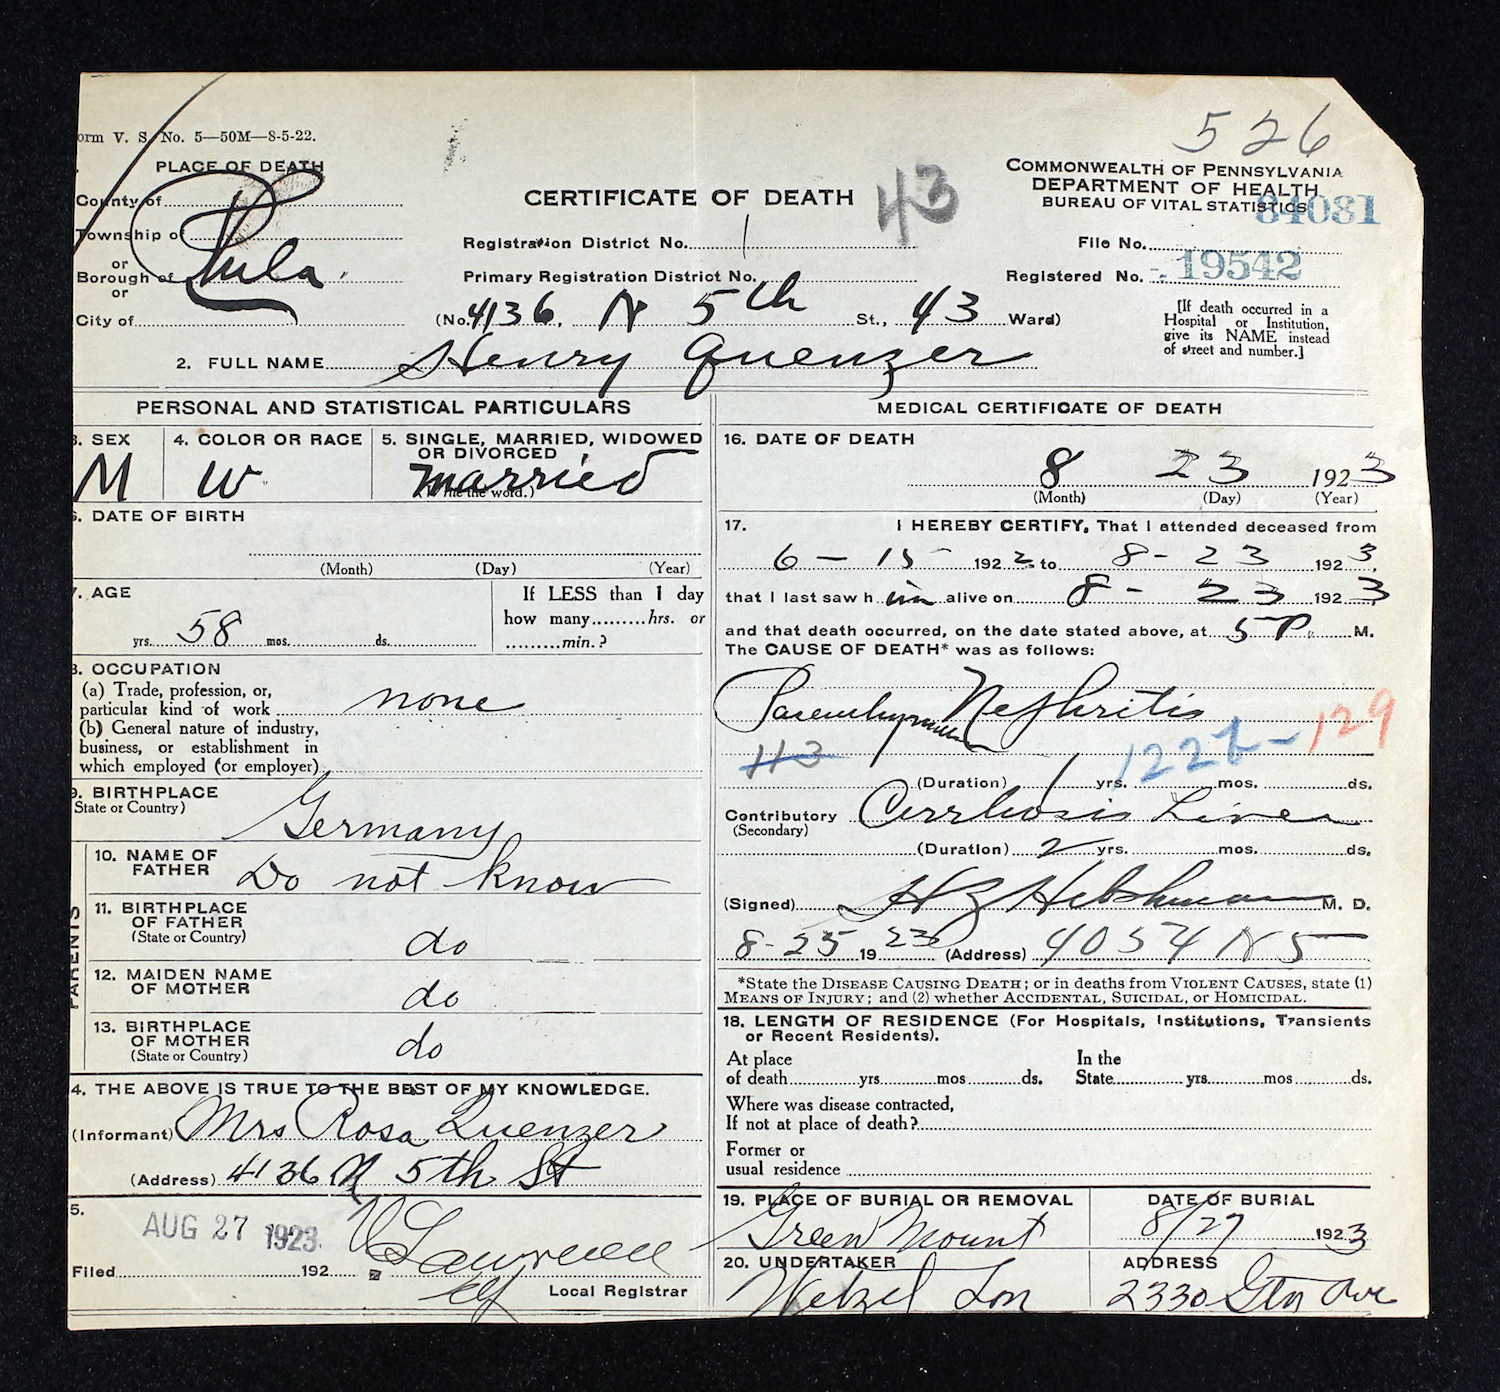 orm V. S. No. 5—50M—8-5-22.
526
PLACE OF DEATH
COMMONWEALTH OF PENNSYLVANIA
DEPARTMENT OF HEALTH
BUREAU OF VITAL STATISTICS
CERTIFICATE OF DEATH
43
84081
County of
Township of
or
Borough of
or
City of
Phila.
Registration District No. 1
File No.
Primary Registration District No.
Registered No. 19542
(No. 4136, N 5th St., 43 Ward)
[If death occurred in a
Hospital or Institution,
give its NAME instead
of street and number.]
2. FULL NAME Henry Quenzer
PERSONAL AND STATISTICAL PARTICULARS
3. SEX
M
4. COLOR OR RACE
W
5. SINGLE, MARRIED, WIDOWED
OR DIVORCED
married
the word.)
6. DATE OF BIRTH
(Month) (Day) (Year)
7. AGE
yrs. 58 mos. ds.
If LESS than 1 day
how many hrs. or
min.?
8. OCCUPATION
(a) Trade, profession, or,
particular kind of work none
(b) General nature of industry,
business, or establishment in
which employed (or employer)
9. BIRTHPLACE
State or Country)
Germany
PARENTS
10. NAME OF
FATHER
Do not know
11. BIRTHPLACE
OF FATHER
(State or Country)
do
12. MAIDEN NAME
OF MOTHER
do
13. BIRTHPLACE
OF MOTHER
(State or Country)
do
4. THE ABOVE IS TRUE TO THE BEST OF MY KNOWLEDGE.
(Informant) Mrs Rosa Quenzer
(Address) 4136 N 5th St
5.
AUG 27 1923
Filed 192
Lawrence
Local Registrar
MEDICAL CERTIFICATE OF DEATH
16. DATE OF DEATH
8 23 1923
(Month) (Day) (Year)
17. I HEREBY CERTIFY, That I attended deceased from
6 - 15 - 1922 to 8 - 23 1923,
that I last saw h im alive on 8 - 23 1923,
and that death occurred, on the date stated above, at 5 P. M.
The CAUSE OF DEATH* was as follows:
Nephritis
113 122 - 129
(Duration) 1 yrs. mos. ds.
Contributory Cirrhosis Liver
(Secondary)
(Duration) 2 yrs. mos. ds.
(Signed) M. D.
8-25 1923 (Address) 4054 N 5
*State the DISEASE CAUSING DEATH; or in deaths from VIOLENT CAUSES, state (1)
MEANS OF INJURY; and (2) whether ACCIDENTAL, SUICIDAL, or HOMICIDAL.
18. LENGTH OF RESIDENCE (For Hospitals, Institutions, Transients
or Recent Residents).
At place
of death yrs mos ds.
In the
State yrs. mos ds.
Where was disease contracted,
If not at place of death?
Former or
usual residence
19. PLACE OF BURIAL OR REMOVAL
Green Mount
DATE OF BURIAL
8/27 1923
20. UNDERTAKER
Wetzel Son
ADDRESS
2330 Gtn Ave